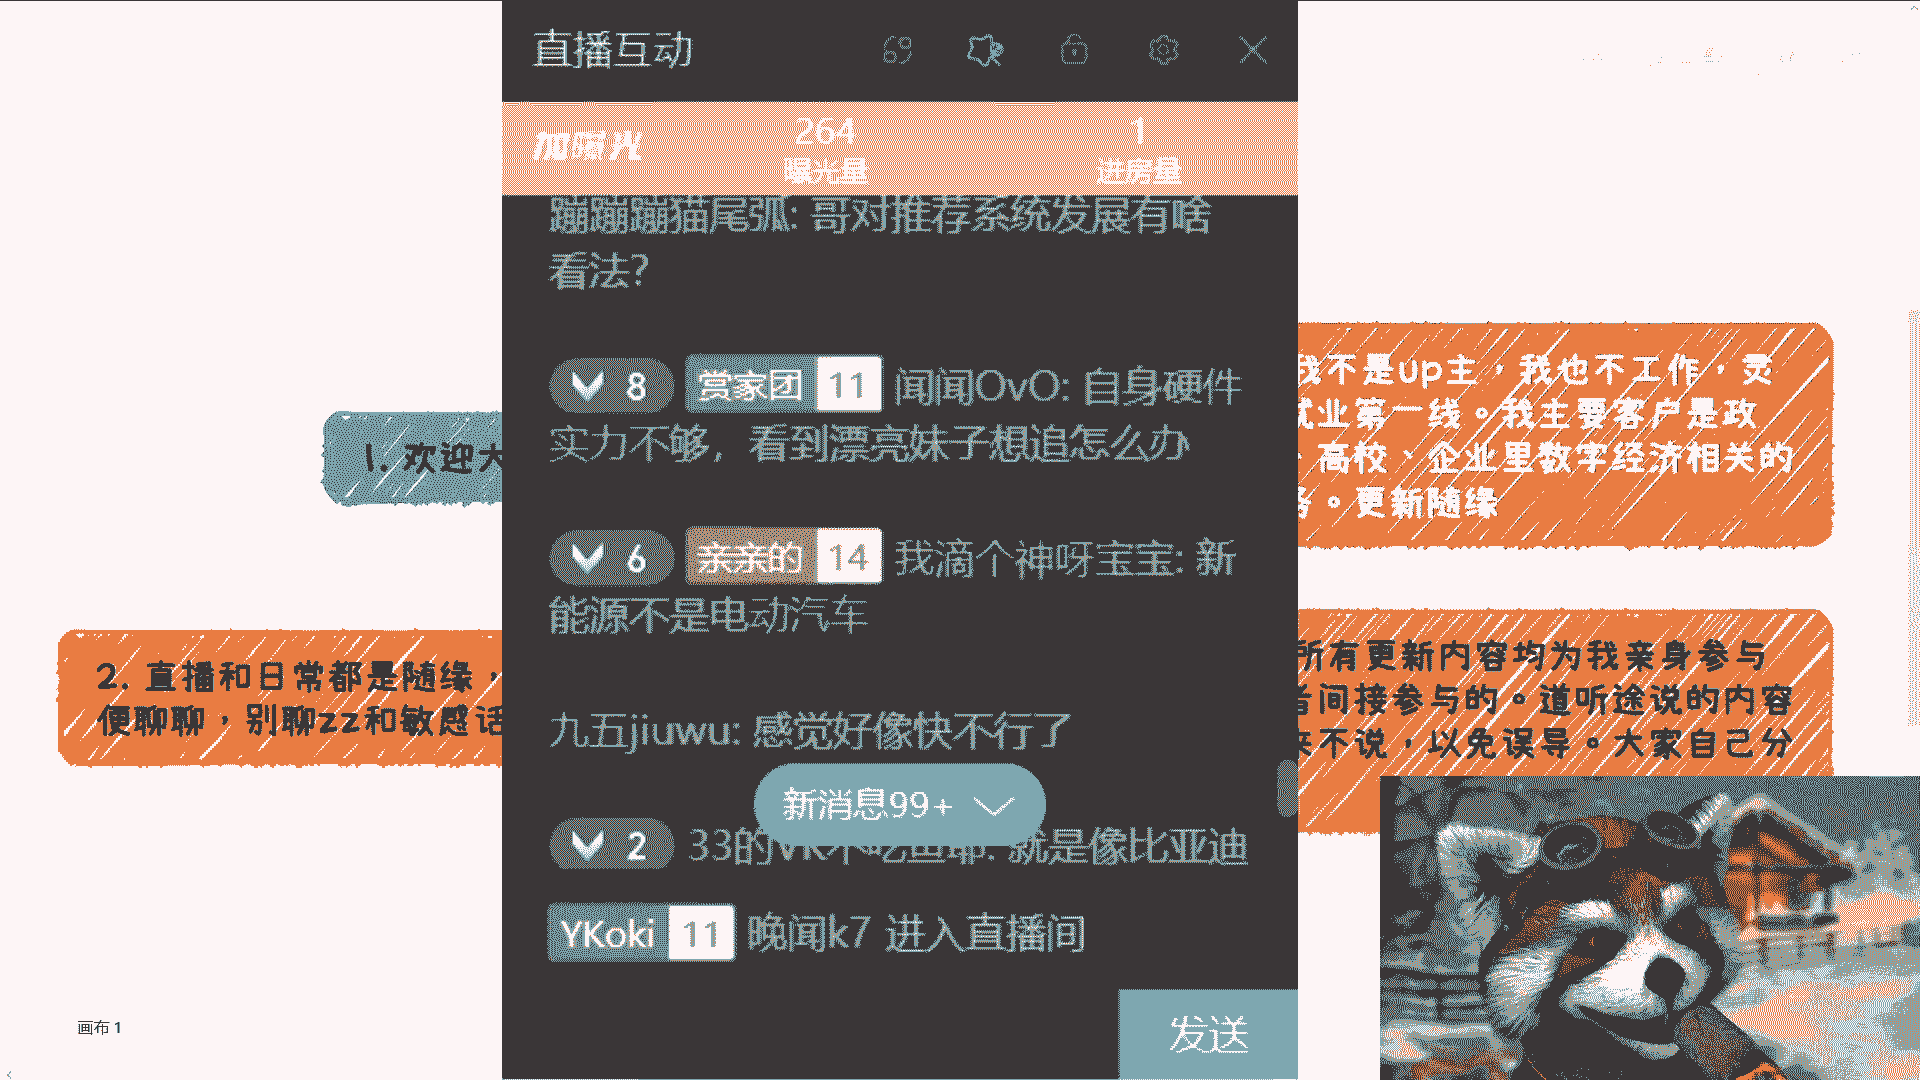 直播互动
加曝光
264
曝光量
1
进房量
蹦蹦蹦猫尾弧: 哥对推荐系统发展有啥
看法?
8 赏家团 11 闻闻OvO: 自身硬件
实力不够，看到漂亮妹子想追怎么办
6 亲亲的 14 我滴个神呀宝宝: 新
能源不是电动汽车
九五jiuwu: 感觉好像快不行了
新消息99+
2 33的VK不吃鱼耶: 就是像比亚迪
YKoki 11 晚闻k7 进入直播间
发送
1. 欢迎大
2. 直播和日常都是随缘，
便聊聊，别聊zz和敏感话
我不是up主，我也不工作，灵
就业第一线。我主要客户是政
、高校、企业里数字经济相关的
务。更新随缘
所有更新内容均为我亲身参与
者间接参与的。道听途说的内容
来不说，以免误导。大家自己分
画布 1